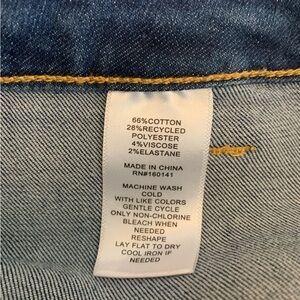 66%COTTON
28%RECYCLED
POLYESTER
4%VISCOSE
2%ELASTANE
MADE IN CHINA
RN#160141
MACHINE WASH
COLD
WITH LIKE COLORS
GENTLE CYCLE
ONLY NON-CHLORINE
BLEACH WHEN
NEEDED
RESHAPE
LAY FLAT TO DRY
COOL IRON IF
NEEDED